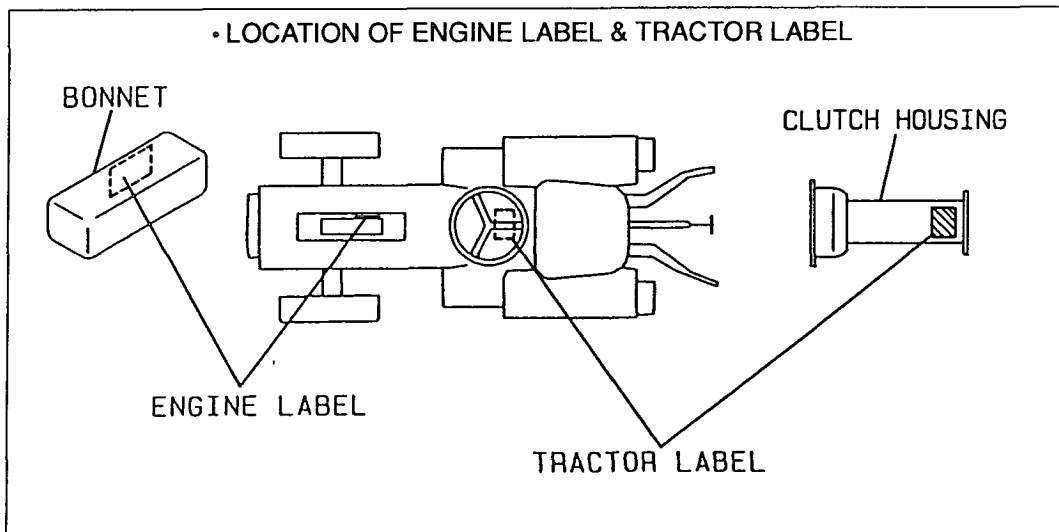 • LOCATION OF ENGINE LABEL & TRACTOR LABEL
BONNET
CLUTCH HOUSING
ENGINE LABEL
TRACTOR LABEL